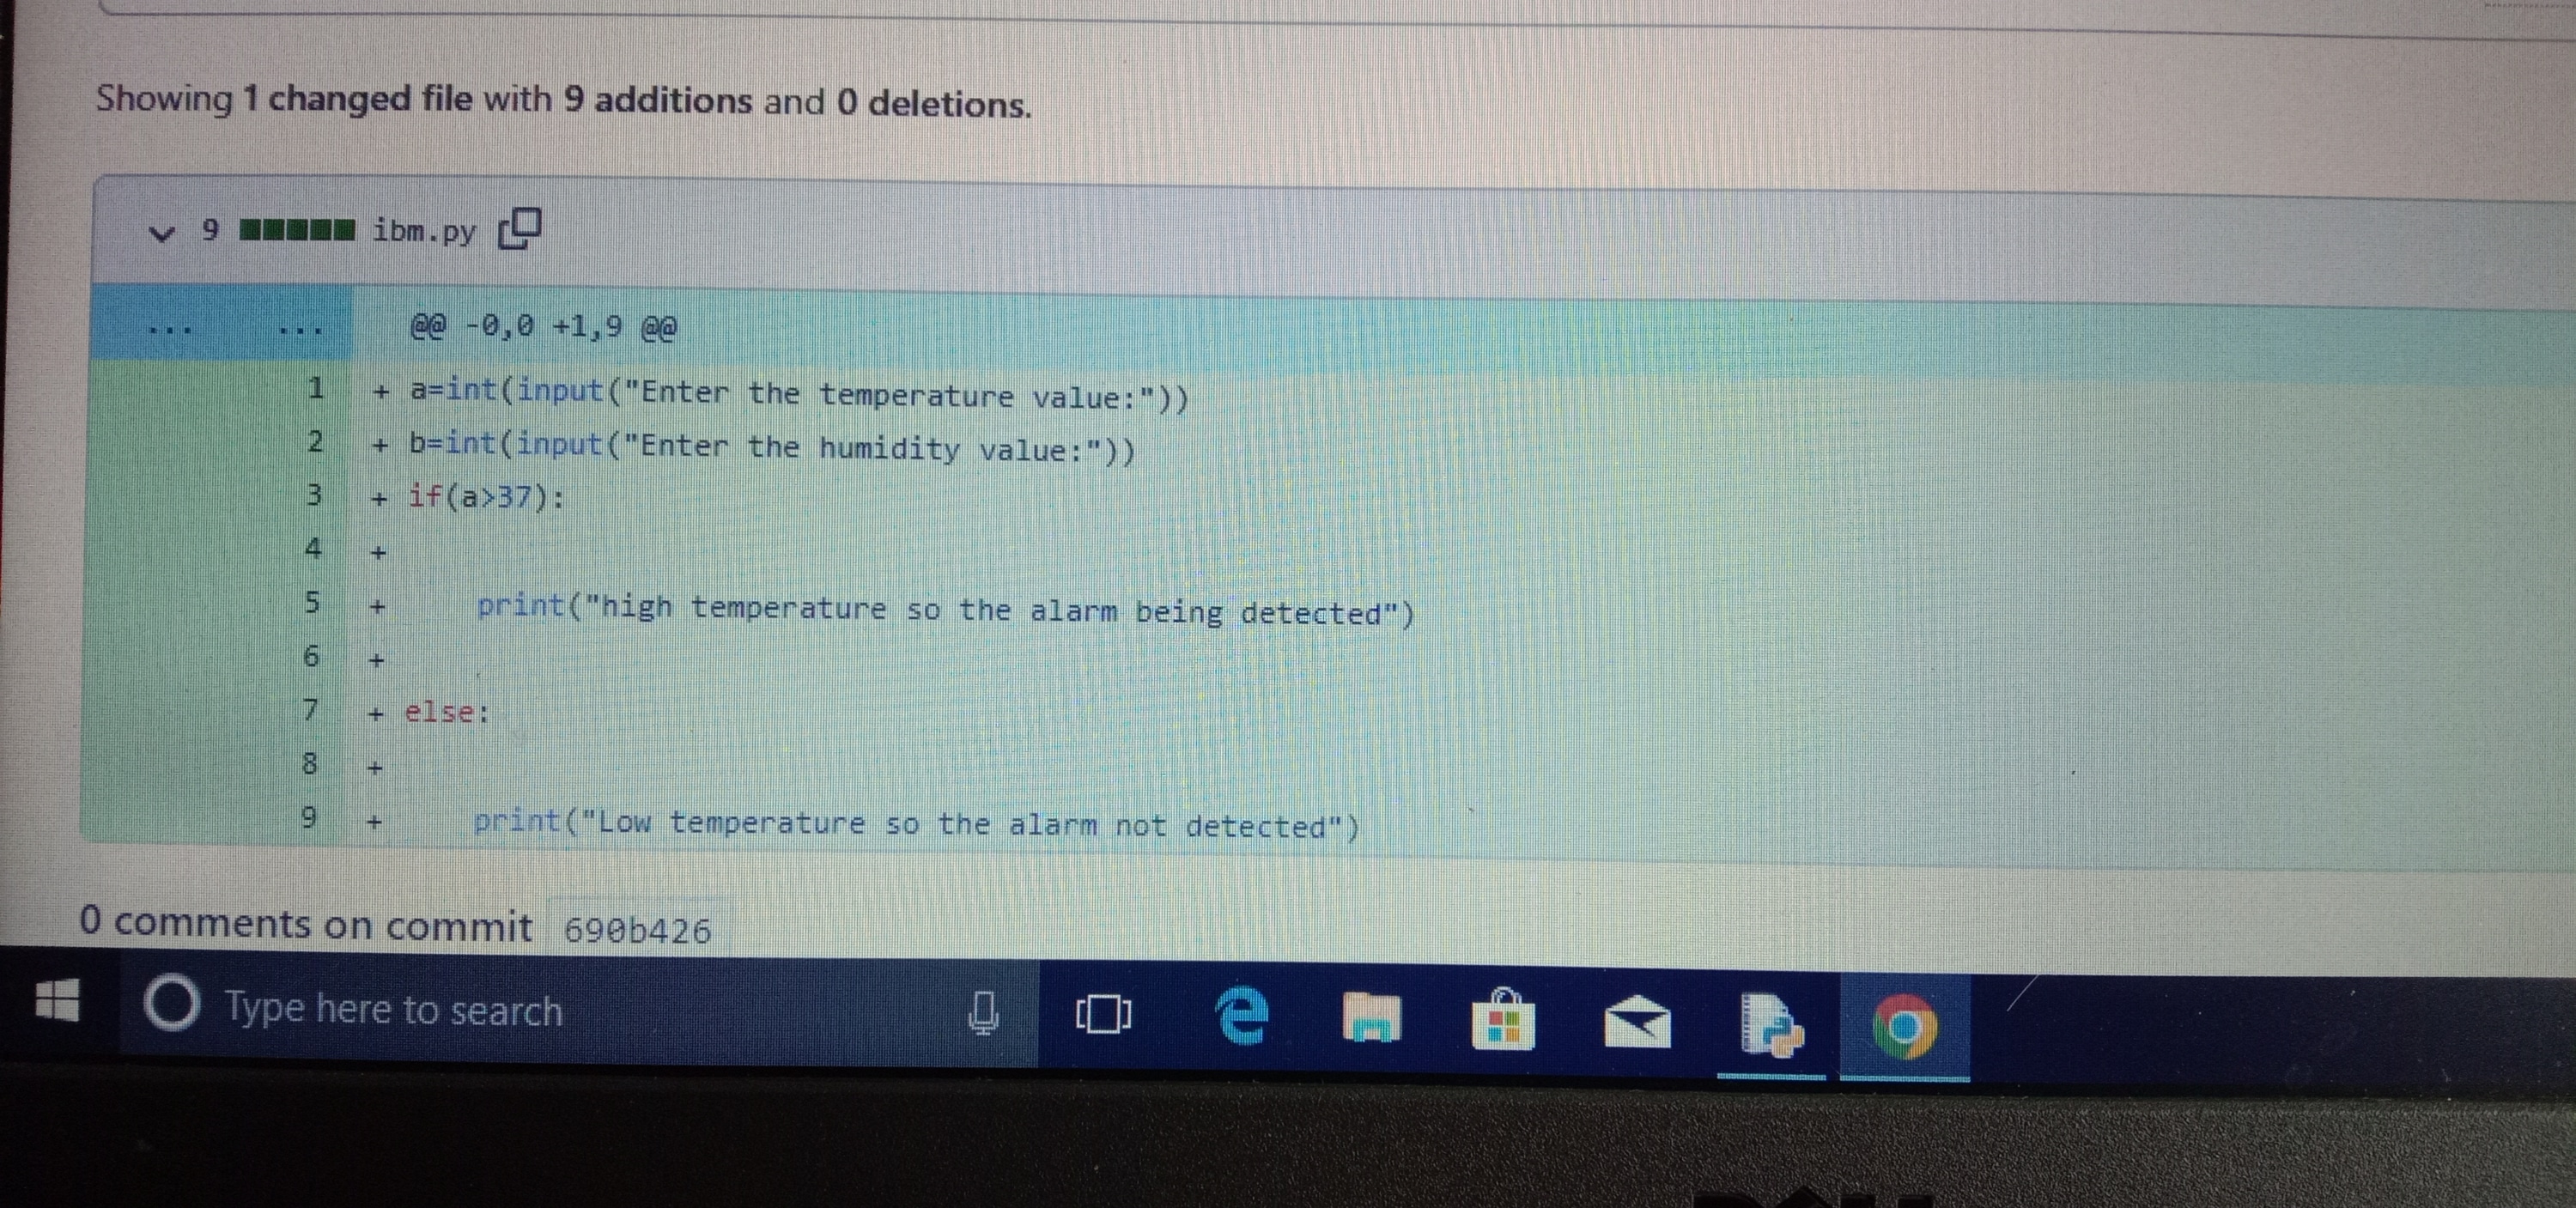 Showing 1 changed file with 9 additions and 0 deletions.
9 ibm.py
... ... @@ -0,0 +1,9 @@
1 + a=int(input("Enter the temperature value:"))
2 + b=int(input("Enter the humidity value:"))
3 + if(a>37):
4 +
5 +     print("high temperature so the alarm being detected")
6 +
7 + else:
8 +
9 +     print("Low temperature so the alarm not detected")
0 comments on commit 690b426
Type here to search